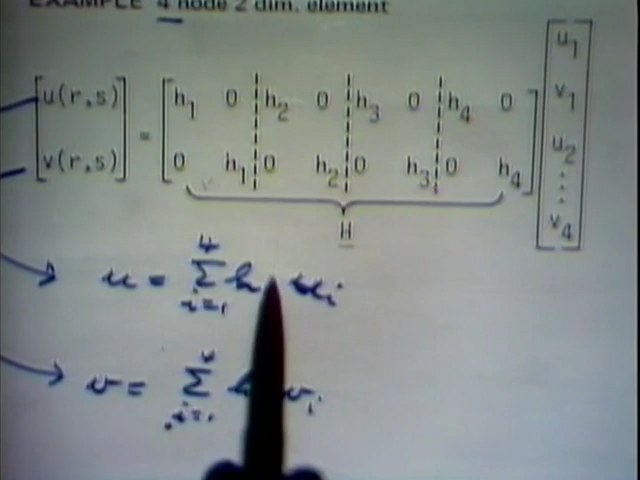 EXAMPLE 4 node 2 dim. element
[u(r,s)] = [h₁ 0 h₂ 0 h₃ 0 h₄ 0] [u₁
[v(r,s)] [0 h₁ 0 h₂ 0 h₃ 0 h₄] v₁
u₂
⋮
v₄]
H
u = 4 Σ i=1 h uᵢ
v = Σ i=1 vᵢ